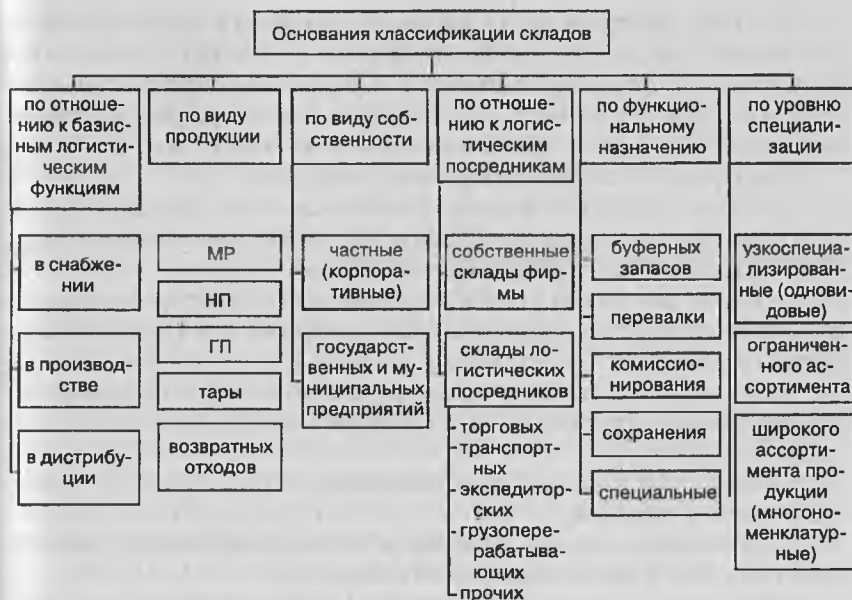 Основания классификации складов
по отноше-
нию к базис-
ным логисти-
ческим
функциям
в снабже-
нии
в производ-
стве
в дистрибу-
ции
по виду
продукции
МР
НП
ГП
тары
возвратных
отходов
по виду соб-
ственности
частные
(корпора-
тивные)
государст-
венных и му-
ниципальных
предприятий
по отношению
к логис-
тическим
посредникам
собственные
склады фир-
мы
склады ло-
гистических
посредников
- торговых
- транспорт-
ных
- экспедитор-
ских
- грузопере-
рабатываю-
ющих
- прочих
по функцио-
нальному
назначению
буферных
запасов
перевалки
комиссио-
нирования
сохранения
специальные
по уровню
специали-
зации
узкоспециа-
лизирован-
ные (однови-
довые)
ограничен-
ного ас-
сортимента
широкого
ассорти-
мента про-
дукции
(многоно-
менклатур-
ные)